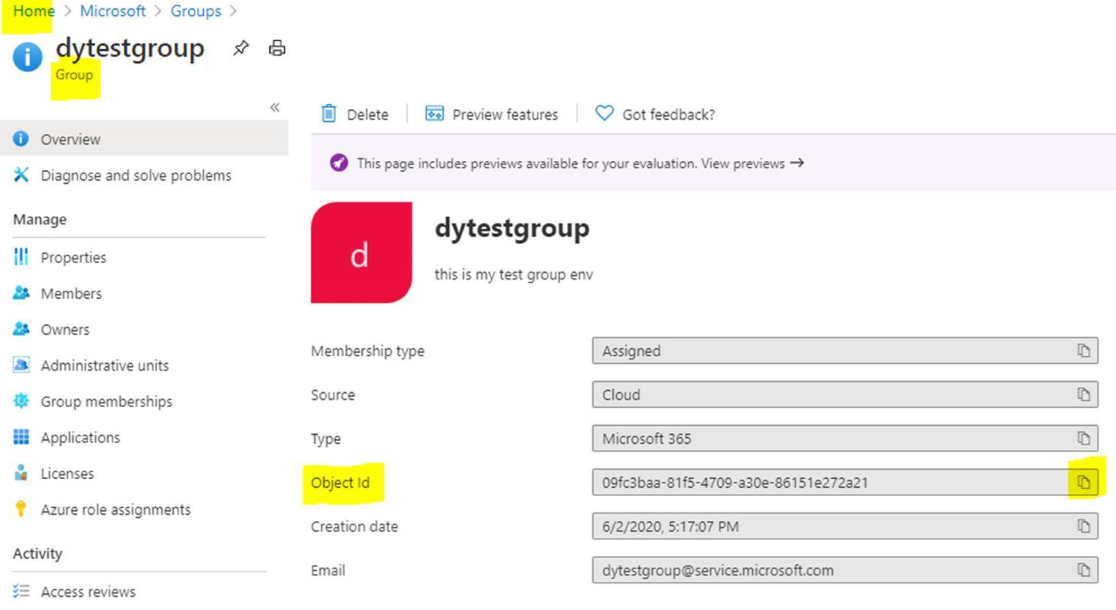 Home > Microsoft > Groups >
dytestgroup
Group
«
Delete
Preview features
Got feedback?
This page includes previews available for your evaluation. View previews →
Overview
Diagnose and solve problems
Manage
Properties
Members
Owners
Administrative units
Group memberships
Applications
Licenses
Azure role assignments
Activity
Access reviews
d
dytestgroup
this is my test group env
Membership type Assigned
Source Cloud
Type Microsoft 365
Object Id 09fc3baa-81f5-4709-a30e-86151e272a21
Creation date 6/2/2020, 5:17:07 PM
Email dytestgroup@service.microsoft.com